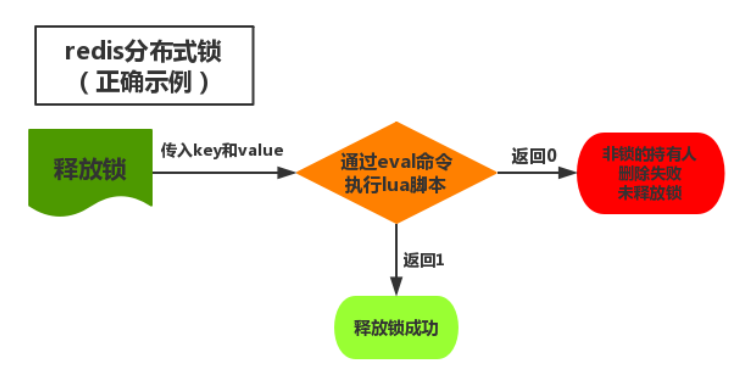 redis分布式锁
（正确示例）
释放锁
传入key和value
通过eval命令
执行lua脚本
返回0
非锁的持有人
删除失败
未释放锁
返回1
释放锁成功